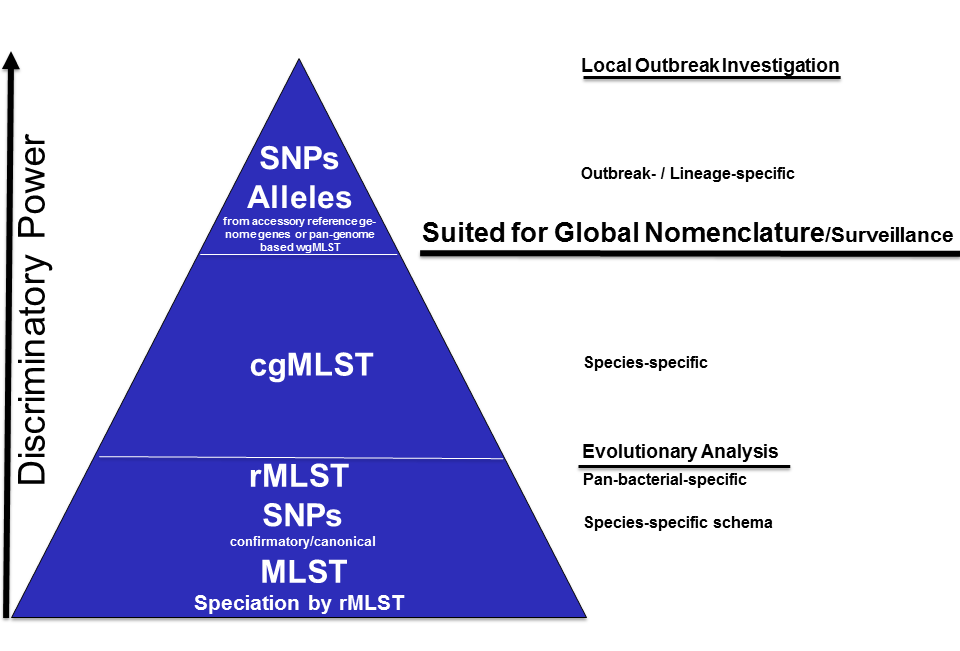 Local Outbreak Investigation
Discriminatory Power
SNPs
Alleles
from accessory reference ge-
nome genes or pan-genome
based wgMLST
Outbreak- / Lineage-specific
Suited for Global Nomenclature/Surveillance
cgMLST
Species-specific
Evolutionary Analysis
rMLST
Pan-bacterial-specific
SNPs
confirmatory/canonical
Species-specific schema
MLST
Speciation by rMLST